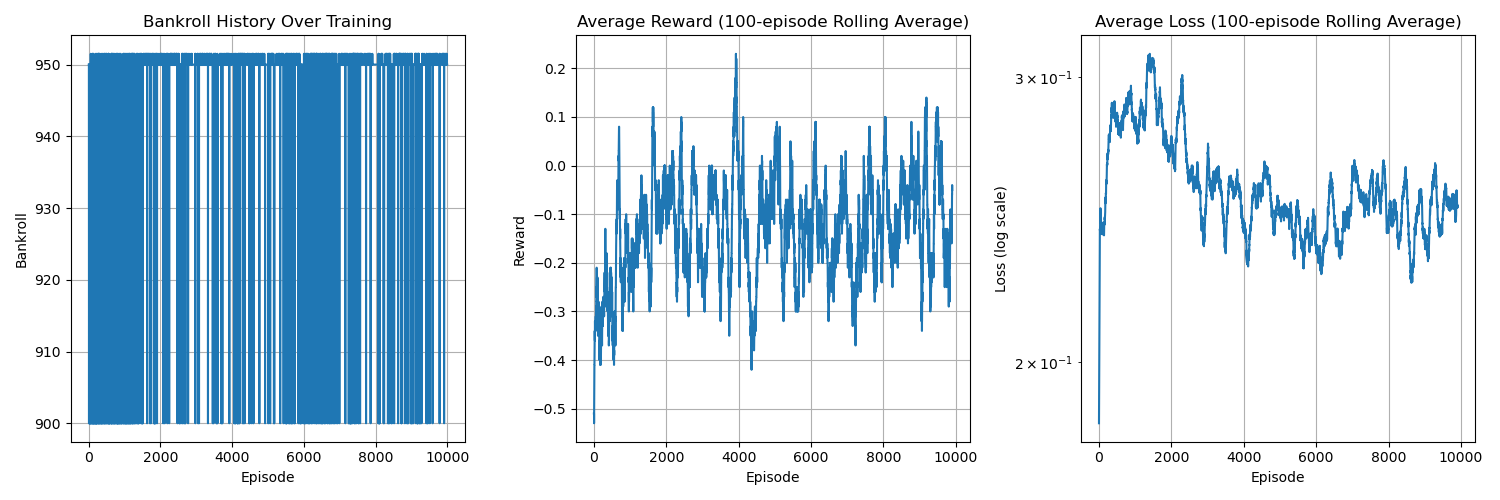 Bankroll History Over Training
Average Reward (100-episode Rolling Average)
Average Loss (100-episode Rolling Average)
Bankroll
950
940
930
920
910
900
0 2000 4000 6000 8000 10000
Episode
Reward
0.2
0.1
0.0
−0.1
−0.2
−0.3
−0.4
−0.5
0 2000 4000 6000 8000 10000
Episode
Loss (log scale)
3 × 10⁻¹
2 × 10⁻¹
0 2000 4000 6000 8000 10000
Episode